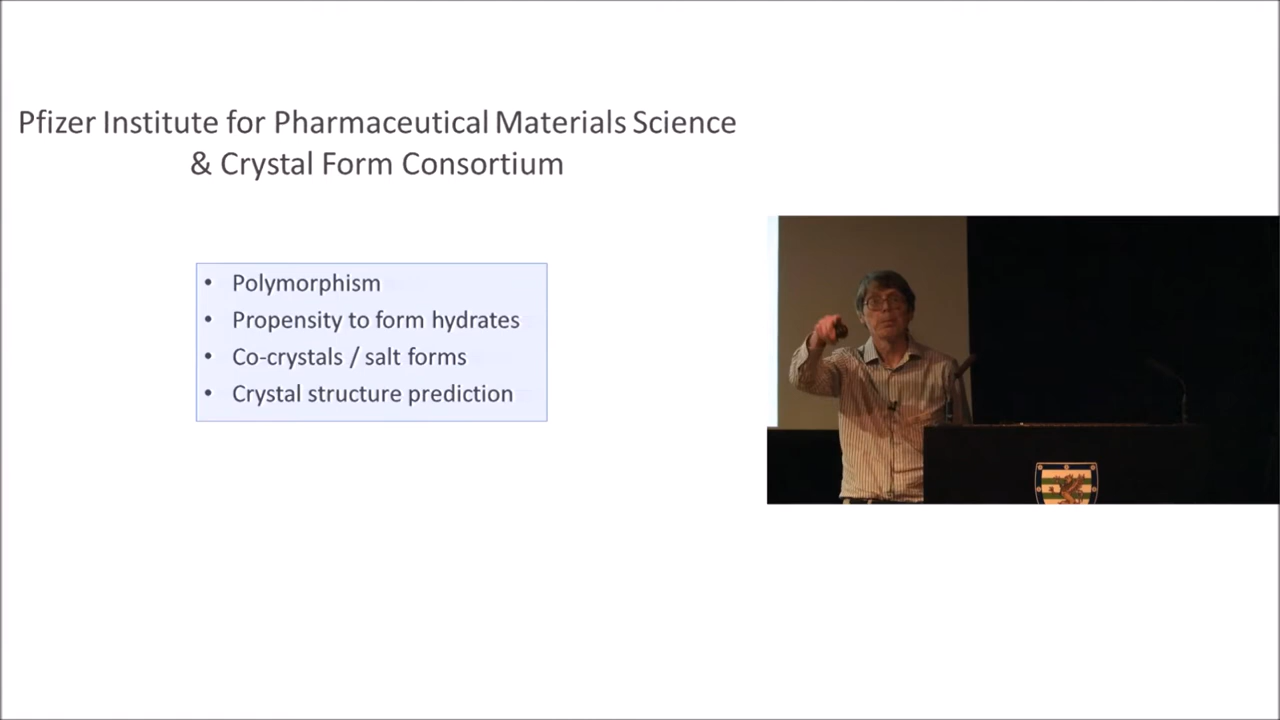 Pfizer Institute for Pharmaceutical Materials Science
& Crystal Form Consortium
• Polymorphism
• Propensity to form hydrates
• Co-crystals / salt forms
• Crystal structure prediction